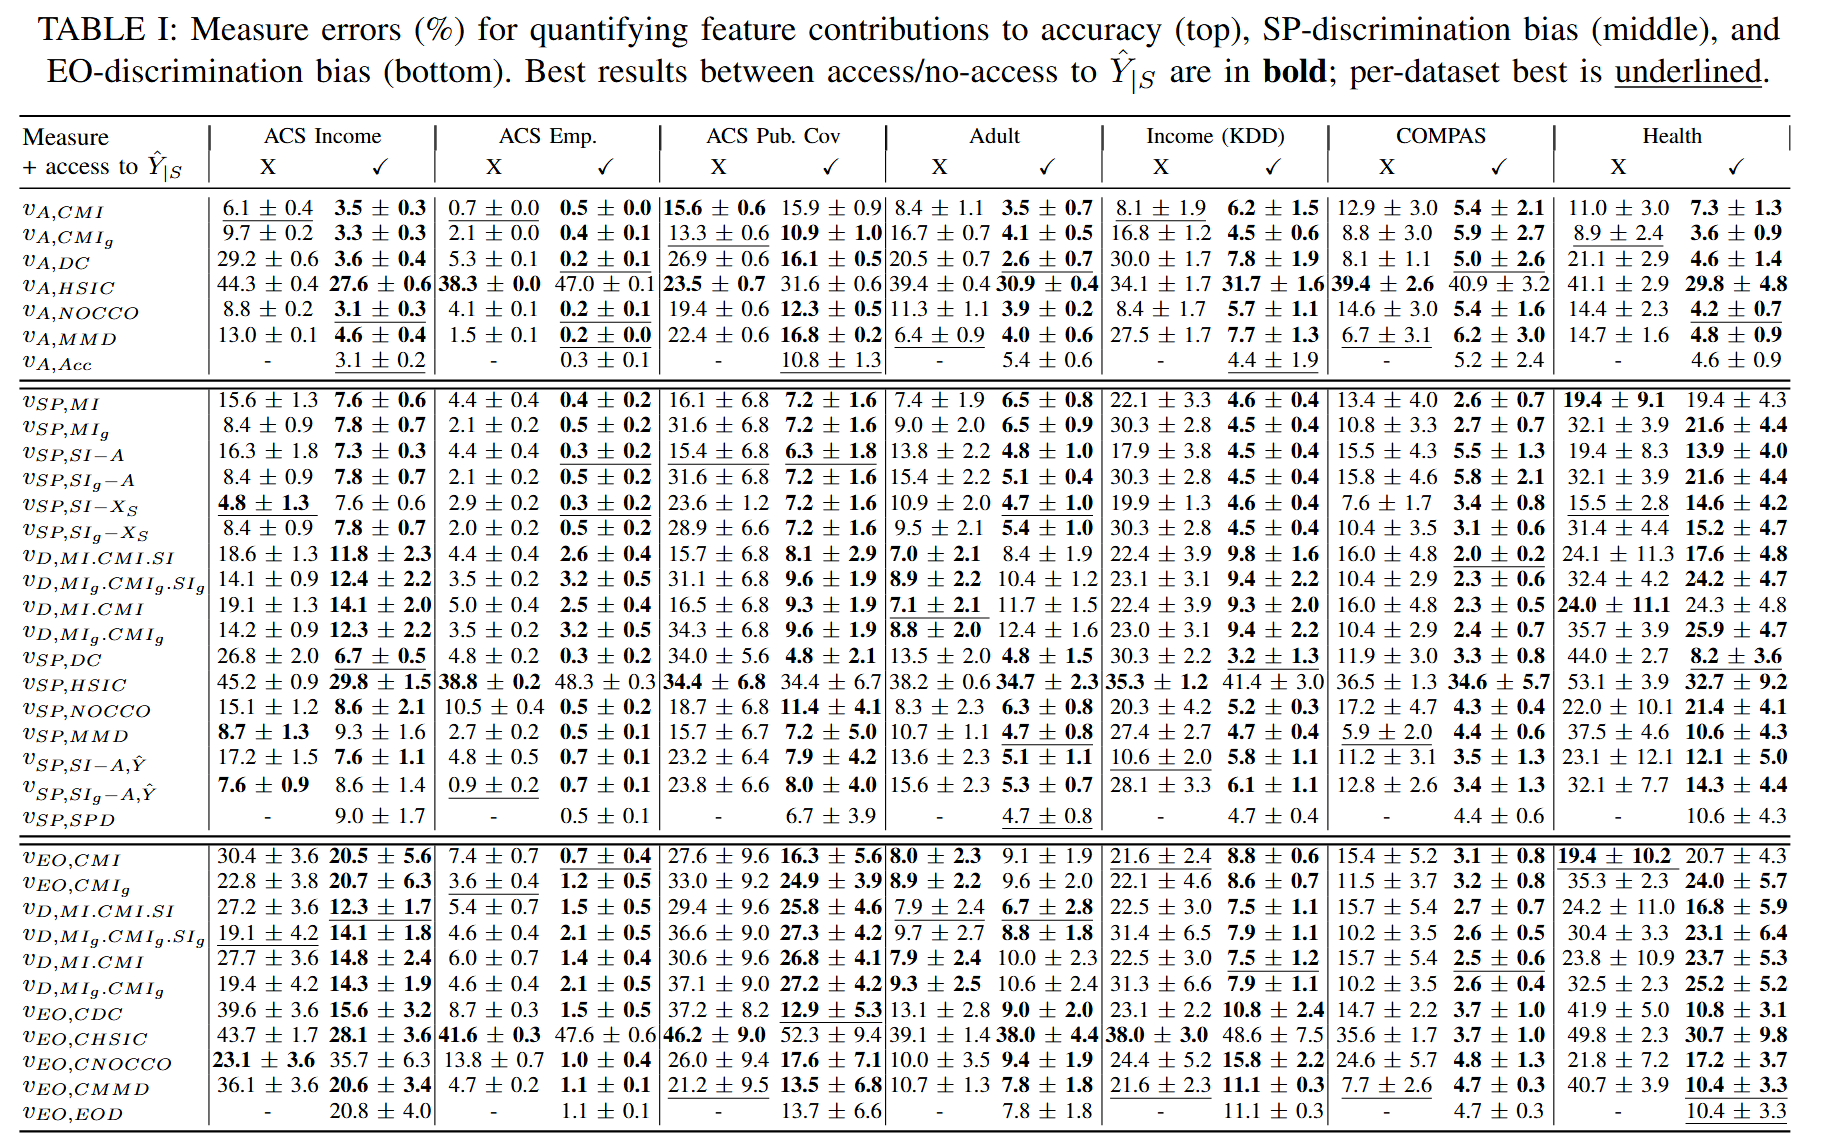 TABLE I: Measure errors (%) for quantifying feature contributions to accuracy (top), SP-discrimination bias (middle), and
EO-discrimination bias (bottom). Best results between access/no-access to Ŷ|S are in bold; per-dataset best is underlined.
Measure ACS Income ACS Emp. ACS Pub. Cov Adult Income (KDD) COMPAS Health
+ access to Ŷ|S X ✓ X ✓ X ✓ X ✓ X ✓ X ✓ X ✓
vA,CMI 6.1 ± 0.4 3.5 ± 0.3 0.7 ± 0.0 0.5 ± 0.0 15.6 ± 0.6 15.9 ± 0.9 8.4 ± 1.1 3.5 ± 0.7 8.1 ± 1.9 6.2 ± 1.5 12.9 ± 3.0 5.4 ± 2.1 11.0 ± 3.0 7.3 ± 1.3
vA,CMIg 9.7 ± 0.2 3.3 ± 0.3 2.1 ± 0.0 0.4 ± 0.1 13.3 ± 0.6 10.9 ± 1.0 16.7 ± 0.7 4.1 ± 0.5 16.8 ± 1.2 4.5 ± 0.6 8.8 ± 3.0 5.9 ± 2.7 8.9 ± 2.4 3.6 ± 0.9
vA,DC 29.2 ± 0.6 3.6 ± 0.4 5.3 ± 0.1 0.2 ± 0.1 26.9 ± 0.6 16.1 ± 0.5 20.5 ± 0.7 2.6 ± 0.7 30.0 ± 1.7 7.8 ± 1.9 8.1 ± 1.1 5.0 ± 2.6 21.1 ± 2.9 4.6 ± 1.4
vA,HSIC 44.3 ± 0.4 27.6 ± 0.6 38.3 ± 0.0 47.0 ± 0.1 23.5 ± 0.7 31.6 ± 0.6 39.4 ± 0.4 30.9 ± 0.4 34.1 ± 1.7 31.7 ± 1.6 39.4 ± 2.6 40.9 ± 3.2 41.1 ± 2.9 29.8 ± 4.8
vA,NOCCO 8.8 ± 0.2 3.1 ± 0.3 4.1 ± 0.1 0.2 ± 0.1 19.4 ± 0.6 12.3 ± 0.5 11.3 ± 1.1 3.9 ± 0.2 8.4 ± 1.7 5.7 ± 1.1 14.6 ± 3.0 5.4 ± 1.6 14.4 ± 2.3 4.2 ± 0.7
vA,MMD 13.0 ± 0.1 4.6 ± 0.4 1.5 ± 0.1 0.2 ± 0.0 22.4 ± 0.6 16.8 ± 0.2 6.4 ± 0.9 4.0 ± 0.6 27.5 ± 1.7 7.7 ± 1.3 6.7 ± 3.1 6.2 ± 3.0 14.7 ± 1.6 4.8 ± 0.9
vA,Acc - 3.1 ± 0.2 - 0.3 ± 0.1 - 10.8 ± 1.3 - 5.4 ± 0.6 - 4.4 ± 1.9 - 5.2 ± 2.4 - 4.6 ± 0.9
vSP,MI 15.6 ± 1.3 7.6 ± 0.6 4.4 ± 0.4 0.4 ± 0.2 16.1 ± 6.8 7.2 ± 1.6 7.4 ± 1.9 6.5 ± 0.8 22.1 ± 3.3 4.6 ± 0.4 13.4 ± 4.0 2.6 ± 0.7 19.4 ± 9.1 19.4 ± 4.3
vSP,MIg 8.4 ± 0.9 7.8 ± 0.7 2.1 ± 0.2 0.5 ± 0.2 31.6 ± 6.8 7.2 ± 1.6 9.0 ± 2.0 6.5 ± 0.9 30.3 ± 2.8 4.5 ± 0.4 10.8 ± 3.3 2.7 ± 0.7 32.1 ± 3.9 21.6 ± 4.4
vSP,SI−A 16.3 ± 1.8 7.3 ± 0.3 4.4 ± 0.4 0.3 ± 0.2 15.4 ± 6.8 6.3 ± 1.8 13.8 ± 2.2 4.8 ± 1.0 17.9 ± 3.8 4.5 ± 0.4 15.5 ± 4.3 5.5 ± 1.3 19.4 ± 8.3 13.9 ± 4.0
vSP,SIg−A 8.4 ± 0.9 7.8 ± 0.7 2.1 ± 0.2 0.5 ± 0.2 31.6 ± 6.8 7.2 ± 1.6 15.4 ± 2.2 5.1 ± 0.4 30.3 ± 2.8 4.5 ± 0.4 15.8 ± 4.6 5.8 ± 2.1 32.1 ± 3.9 21.6 ± 4.4
vSP,SI−XS 4.8 ± 1.3 7.6 ± 0.6 2.9 ± 0.2 0.3 ± 0.2 23.6 ± 1.2 7.2 ± 1.6 10.9 ± 2.0 4.7 ± 1.0 19.9 ± 1.3 4.6 ± 0.4 7.6 ± 1.7 3.4 ± 0.8 15.5 ± 2.8 14.6 ± 4.2
vSP,SIg−XS 8.4 ± 0.9 7.8 ± 0.7 2.0 ± 0.2 0.5 ± 0.2 28.9 ± 6.6 7.2 ± 1.6 9.5 ± 2.1 5.4 ± 1.0 30.3 ± 2.8 4.5 ± 0.4 10.4 ± 3.5 3.1 ± 0.6 31.4 ± 4.4 15.2 ± 4.7
vD,MI.CMI.SI 18.6 ± 1.3 11.8 ± 2.3 4.4 ± 0.4 2.6 ± 0.4 15.7 ± 6.8 8.1 ± 2.9 7.0 ± 2.1 8.4 ± 1.9 22.4 ± 3.9 9.8 ± 1.6 16.0 ± 4.8 2.0 ± 0.2 24.1 ± 11.3 17.6 ± 4.8
vD,MIg.CMIg.SIg 14.1 ± 0.9 12.4 ± 2.2 3.5 ± 0.2 3.2 ± 0.5 31.1 ± 6.8 9.6 ± 1.9 8.9 ± 2.2 10.4 ± 1.2 23.1 ± 3.1 9.4 ± 2.2 10.4 ± 2.9 2.3 ± 0.6 32.4 ± 4.2 24.2 ± 4.7
vD,MI.CMI 19.1 ± 1.3 14.1 ± 2.0 5.0 ± 0.4 2.5 ± 0.4 16.5 ± 6.8 9.3 ± 1.9 7.1 ± 2.1 11.7 ± 1.5 22.4 ± 3.9 9.3 ± 2.0 16.0 ± 4.8 2.3 ± 0.5 24.0 ± 11.1 24.3 ± 4.8
vD,MIg.CMIg 14.2 ± 0.9 12.3 ± 2.2 3.5 ± 0.2 3.2 ± 0.5 34.3 ± 6.8 9.6 ± 1.9 8.8 ± 2.0 12.4 ± 1.6 23.0 ± 3.1 9.4 ± 2.2 10.4 ± 2.9 2.4 ± 0.7 35.7 ± 3.9 25.9 ± 4.7
vSP,DC 26.8 ± 2.0 6.7 ± 0.5 4.8 ± 0.2 0.3 ± 0.2 34.0 ± 5.6 4.8 ± 2.1 13.5 ± 2.0 4.8 ± 1.5 30.3 ± 2.2 3.2 ± 1.3 11.9 ± 3.0 3.3 ± 0.8 44.0 ± 2.7 8.2 ± 3.6
vSP,HSIC 45.2 ± 0.9 29.8 ± 1.5 38.8 ± 0.2 48.3 ± 0.3 34.4 ± 6.8 34.4 ± 6.7 38.2 ± 0.6 34.7 ± 2.3 35.3 ± 1.2 41.4 ± 3.0 36.5 ± 1.3 34.6 ± 5.7 53.1 ± 3.9 32.7 ± 9.2
vSP,NOCCO 15.1 ± 1.2 8.6 ± 2.1 10.5 ± 0.4 0.5 ± 0.2 18.7 ± 6.8 11.4 ± 4.1 8.3 ± 2.3 6.3 ± 0.8 20.3 ± 4.2 5.2 ± 0.3 17.2 ± 4.7 4.3 ± 0.4 22.0 ± 10.1 21.4 ± 4.1
vSP,MMD 8.7 ± 1.3 9.3 ± 1.6 2.7 ± 0.2 0.5 ± 0.1 15.7 ± 6.7 7.2 ± 5.0 10.7 ± 1.1 4.7 ± 0.8 27.4 ± 2.7 4.7 ± 0.4 5.9 ± 2.0 4.4 ± 0.6 37.5 ± 4.6 10.6 ± 4.3
vSP,SI−A,Ŷ 17.2 ± 1.5 7.6 ± 1.1 4.8 ± 0.5 0.7 ± 0.1 23.2 ± 6.4 7.9 ± 4.2 13.6 ± 2.3 5.1 ± 1.1 10.6 ± 2.0 5.8 ± 1.1 11.2 ± 3.1 3.5 ± 1.3 23.1 ± 12.1 12.1 ± 5.0
vSP,SIg−A,Ŷ 7.6 ± 0.9 8.6 ± 1.4 0.9 ± 0.2 0.7 ± 0.1 23.8 ± 6.6 8.0 ± 4.0 15.6 ± 2.3 5.3 ± 0.7 28.1 ± 3.3 6.1 ± 1.1 12.8 ± 2.6 3.4 ± 1.3 32.1 ± 7.7 14.3 ± 4.4
vSP,SPD - 9.0 ± 1.7 - 0.5 ± 0.1 - 6.7 ± 3.9 - 4.7 ± 0.8 - 4.7 ± 0.4 - 4.4 ± 0.6 - 10.6 ± 4.3
vEO,CMI 30.4 ± 3.6 20.5 ± 5.6 7.4 ± 0.7 0.7 ± 0.4 27.6 ± 9.6 16.3 ± 5.6 8.0 ± 2.3 9.1 ± 1.9 21.6 ± 2.4 8.8 ± 0.6 15.4 ± 5.2 3.1 ± 0.8 19.4 ± 10.2 20.7 ± 4.3
vEO,CMIg 22.8 ± 3.8 20.7 ± 6.3 3.6 ± 0.4 1.2 ± 0.5 33.0 ± 9.2 24.9 ± 3.9 8.9 ± 2.2 9.6 ± 2.0 22.1 ± 4.6 8.6 ± 0.7 11.5 ± 3.7 3.2 ± 0.8 35.3 ± 2.3 24.0 ± 5.7
vD,MI.CMI.SI 27.2 ± 3.6 12.3 ± 1.7 5.4 ± 0.7 1.5 ± 0.5 29.4 ± 9.6 25.8 ± 4.6 7.9 ± 2.4 6.7 ± 2.8 22.5 ± 3.0 7.5 ± 1.1 15.7 ± 5.4 2.7 ± 0.7 24.2 ± 11.0 16.8 ± 5.9
vD,MIg.CMIg.SIg 19.1 ± 4.2 14.1 ± 1.8 4.6 ± 0.4 2.1 ± 0.5 36.6 ± 9.0 27.3 ± 4.2 9.7 ± 2.7 8.8 ± 1.8 31.4 ± 6.5 7.9 ± 1.1 10.2 ± 3.5 2.6 ± 0.5 30.4 ± 3.3 23.1 ± 6.4
vD,MI.CMI 27.7 ± 3.6 14.8 ± 2.4 6.0 ± 0.7 1.4 ± 0.4 30.6 ± 9.6 26.8 ± 4.1 7.9 ± 2.4 10.0 ± 2.3 22.5 ± 3.0 7.5 ± 1.2 15.7 ± 5.4 2.5 ± 0.6 23.8 ± 10.9 23.7 ± 5.3
vD,MIg.CMIg 19.4 ± 4.2 14.3 ± 1.9 4.6 ± 0.4 2.1 ± 0.5 37.1 ± 9.0 27.2 ± 4.2 9.3 ± 2.5 10.6 ± 2.4 31.3 ± 6.6 7.9 ± 1.1 10.2 ± 3.5 2.6 ± 0.4 32.5 ± 2.3 25.2 ± 5.2
vEO,CDC 39.6 ± 3.6 15.6 ± 3.2 8.7 ± 0.3 1.5 ± 0.5 37.2 ± 8.2 12.9 ± 5.3 13.1 ± 2.8 9.0 ± 2.0 23.1 ± 2.2 10.8 ± 2.4 14.7 ± 2.2 3.7 ± 1.0 41.9 ± 5.0 10.8 ± 3.1
vEO,CHSIC 43.7 ± 1.7 28.1 ± 3.6 41.6 ± 0.3 47.6 ± 0.6 46.2 ± 9.0 52.3 ± 9.4 39.1 ± 1.4 38.0 ± 4.4 38.0 ± 3.0 48.6 ± 7.5 35.6 ± 1.7 3.7 ± 1.0 49.8 ± 2.3 30.7 ± 9.8
vEO,CNOCCO 23.1 ± 3.6 35.7 ± 6.3 13.8 ± 0.7 1.0 ± 0.4 26.0 ± 9.4 17.6 ± 7.1 10.0 ± 3.5 9.4 ± 1.9 24.4 ± 5.2 15.8 ± 2.2 24.6 ± 5.7 4.8 ± 1.3 21.8 ± 7.2 17.2 ± 3.7
vEO,CMMD 36.1 ± 3.6 20.6 ± 3.4 4.7 ± 0.2 1.1 ± 0.1 21.2 ± 9.5 13.5 ± 6.8 10.7 ± 1.3 7.8 ± 1.8 21.6 ± 2.3 11.1 ± 0.3 7.7 ± 2.6 4.7 ± 0.3 40.7 ± 3.9 10.4 ± 3.3
vEO,EOD - 20.8 ± 4.0 - 1.1 ± 0.1 - 13.7 ± 6.6 - 7.8 ± 1.8 - 11.1 ± 0.3 - 4.7 ± 0.3 - 10.4 ± 3.3